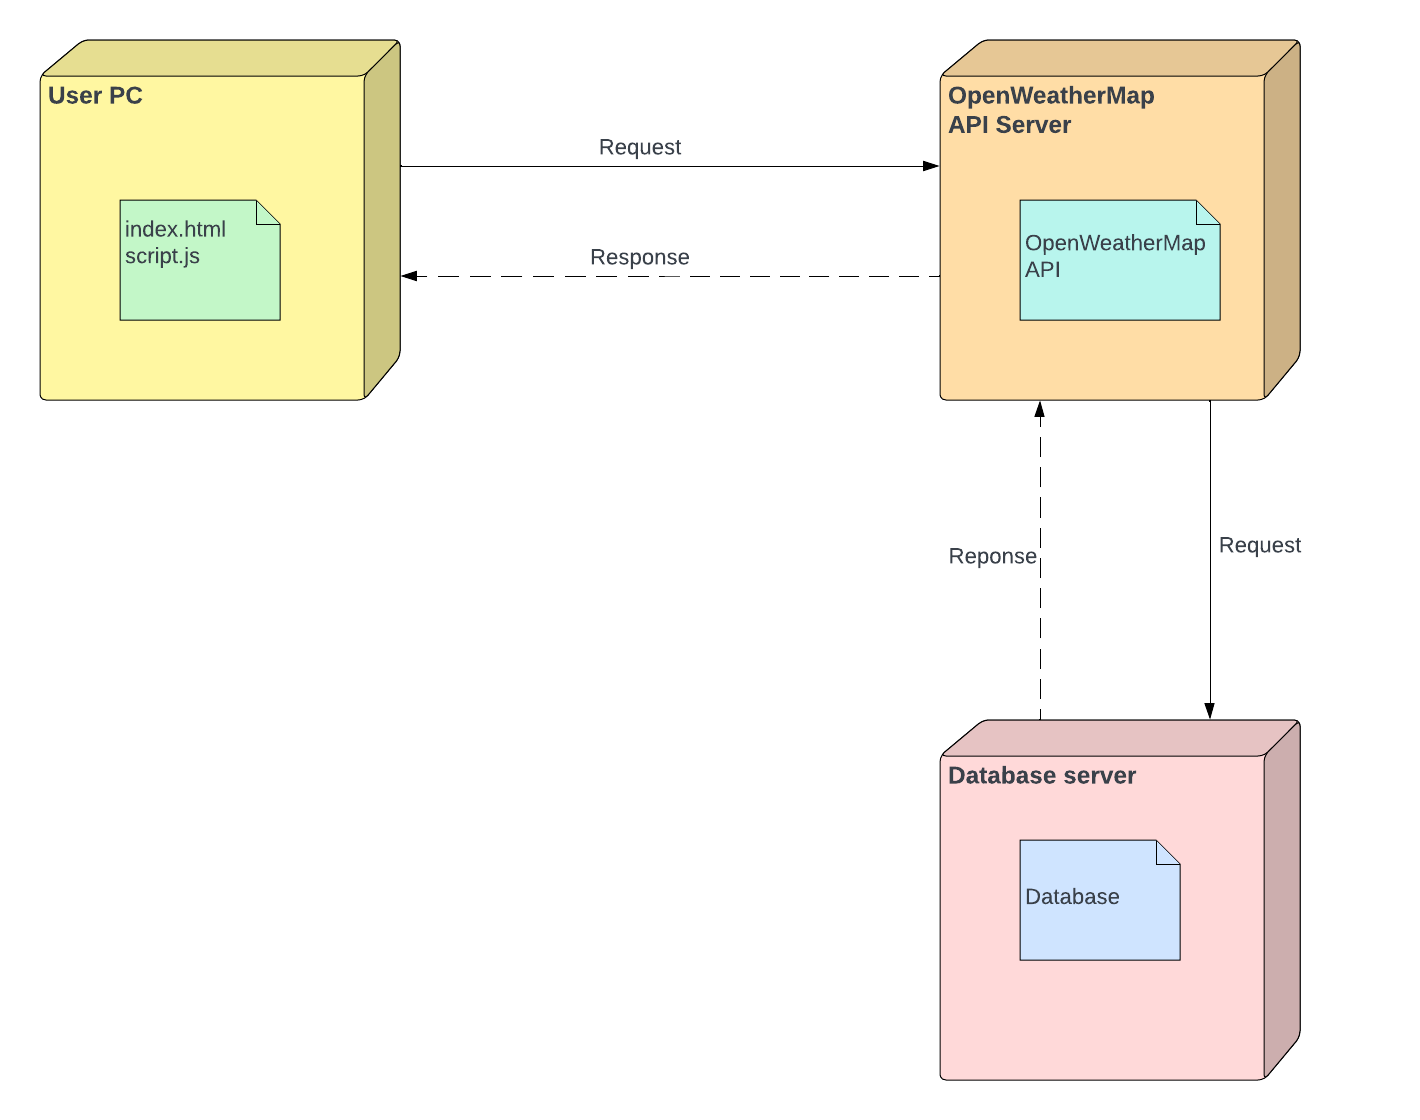 User PC
index.html
script.js
Request
Response
OpenWeatherMap
API Server
OpenWeatherMap
API
Reponse
Request
Database server
Database